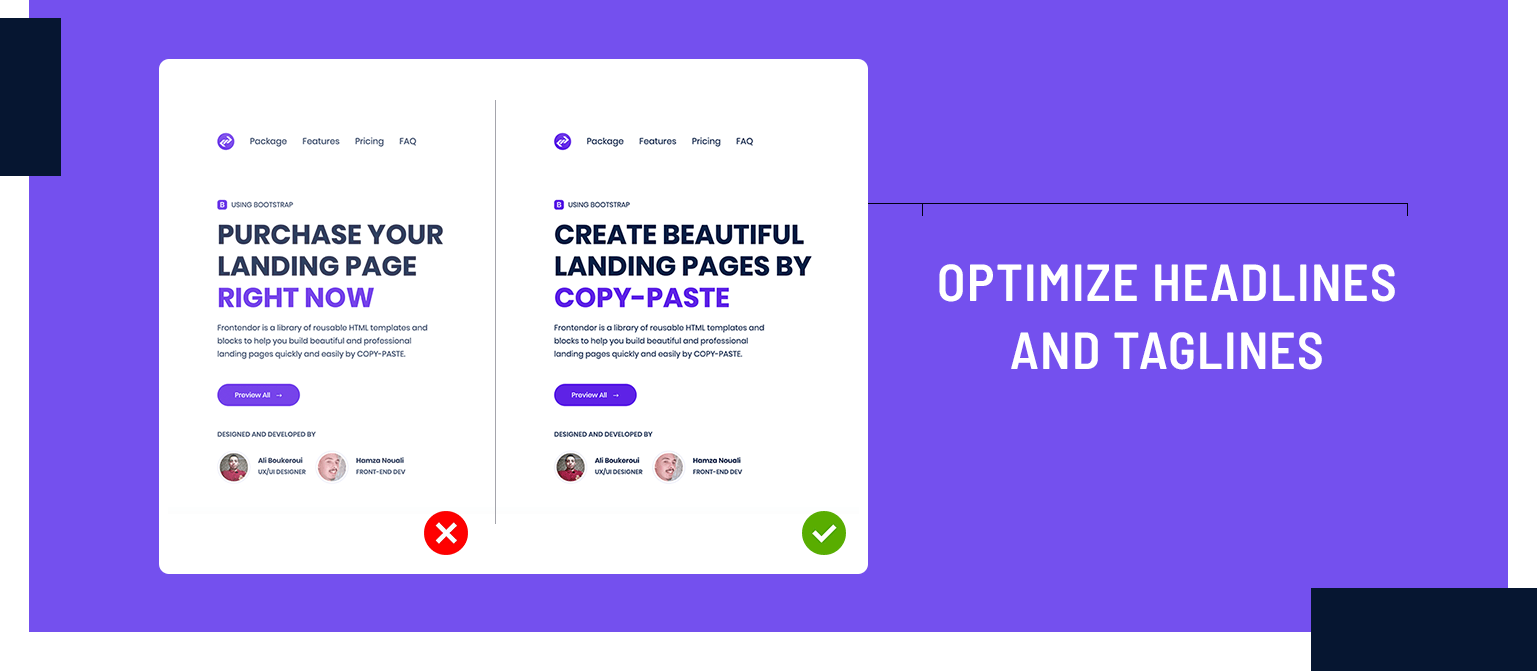 Package Features Pricing FAQ
B USING BOOTSTRAP
PURCHASE YOUR
LANDING PAGE
RIGHT NOW
Frontendor is a library of reusable HTML templates and
blocks to help you build beautiful and professional
landing pages quickly and easily by COPY-PASTE.
Preview All →
DESIGNED AND DEVELOPED BY
Ali Boukeroui Hamza Nouali
UX/UI DESIGNER FRONT-END DEV
Package Features Pricing FAQ
B USING BOOTSTRAP
CREATE BEAUTIFUL
LANDING PAGES BY
COPY-PASTE
Frontendor is a library of reusable HTML templates and
blocks to help you build beautiful and professional
landing pages quickly and easily by COPY-PASTE.
Preview All →
DESIGNED AND DEVELOPED BY
Ali Boukeroui Hamza Nouali
UX/UI DESIGNER FRONT-END DEV
OPTIMIZE HEADLINES
AND TAGLINES